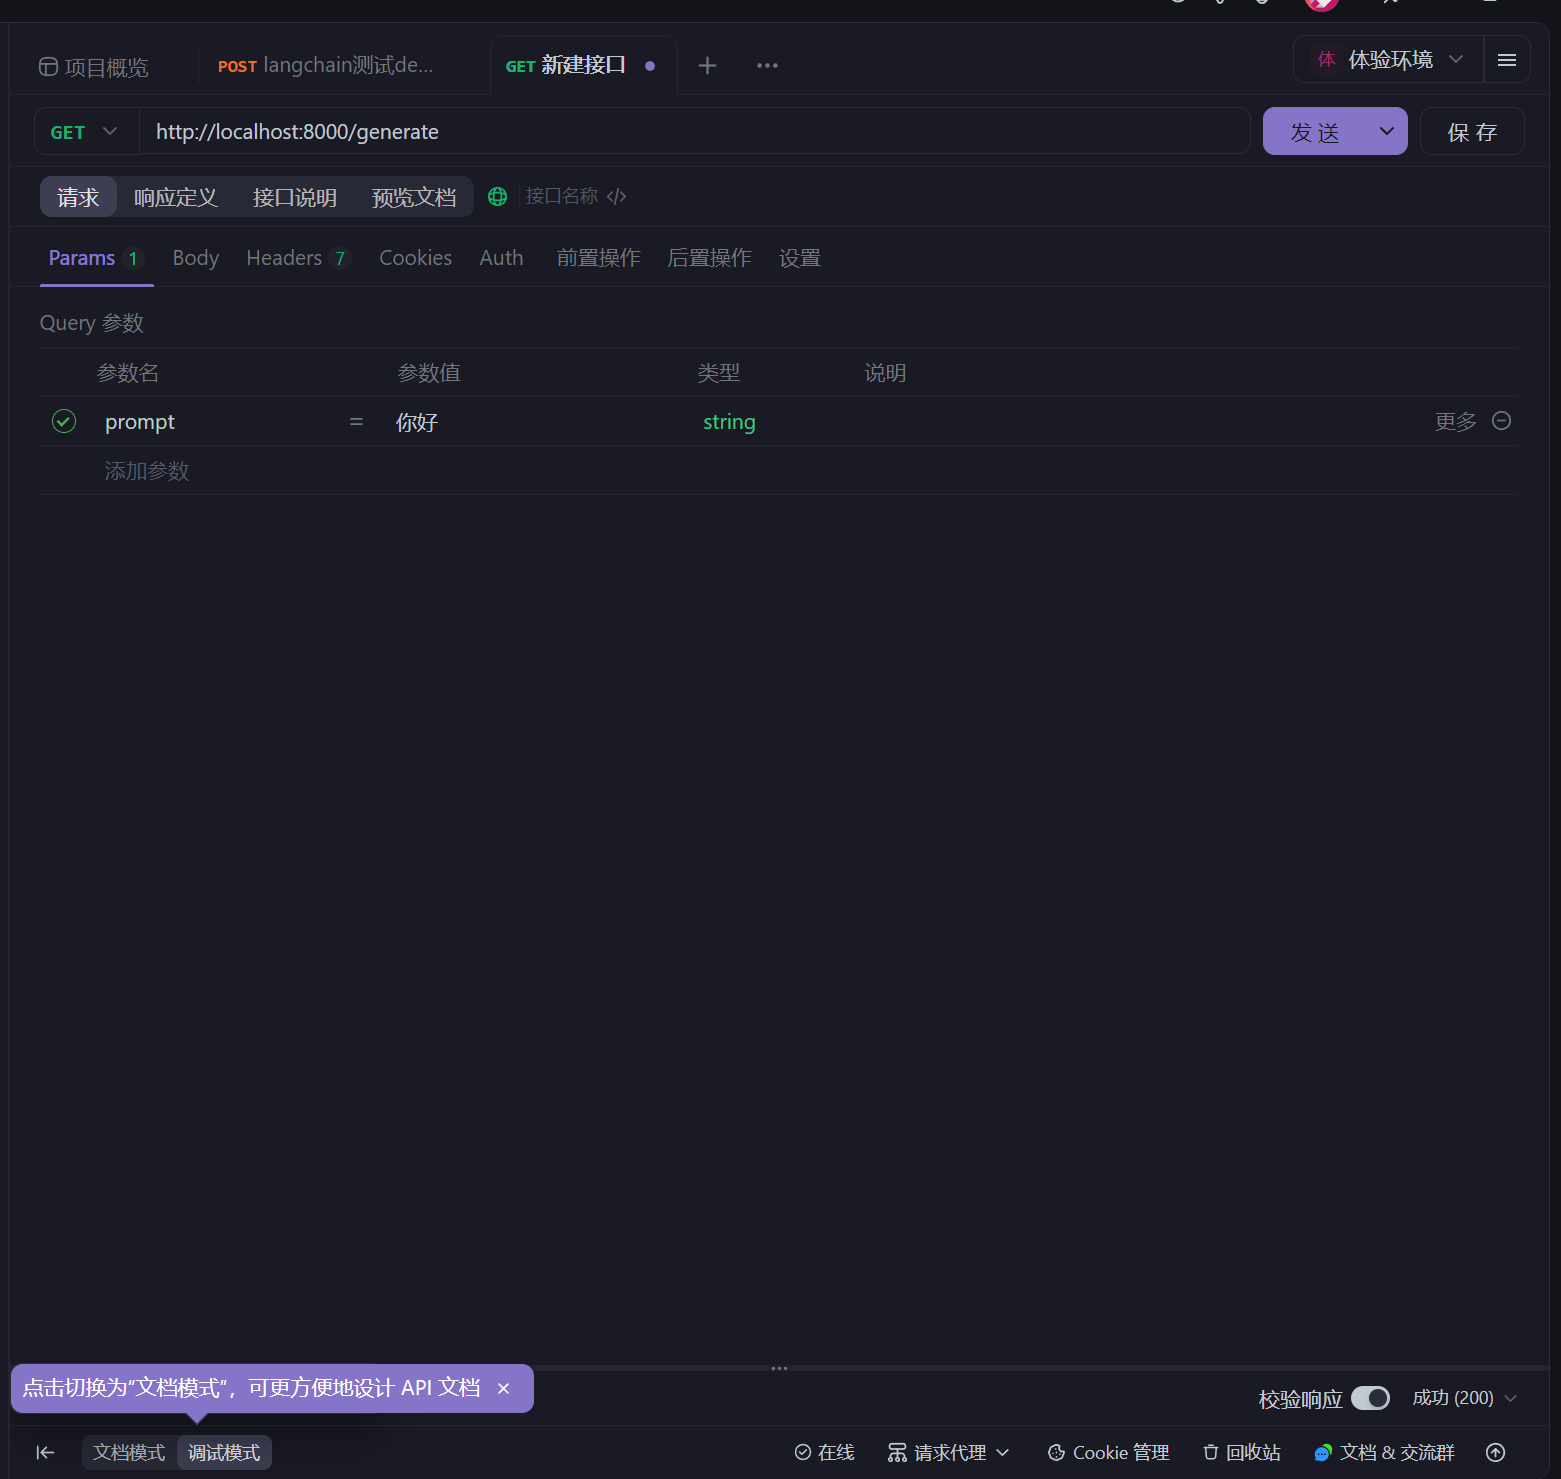 项目概览 POST langchain测试de... GET 新建接口 体 体验环境
GET http://localhost:8000/generate 发 送 保 存
请求 响应定义 接口说明 预览文档 接口名称
Params 1 Body Headers 7 Cookies Auth 前置操作 后置操作 设置
Query 参数
参数名 参数值 类型 说明
prompt = 你好 string 更多
添加参数
点击切换为“文档模式”，可更方便地设计 API 文档
校验响应 成功 (200)
文档模式 调试模式 在线 请求代理 Cookie 管理 回收站 文档 & 交流群